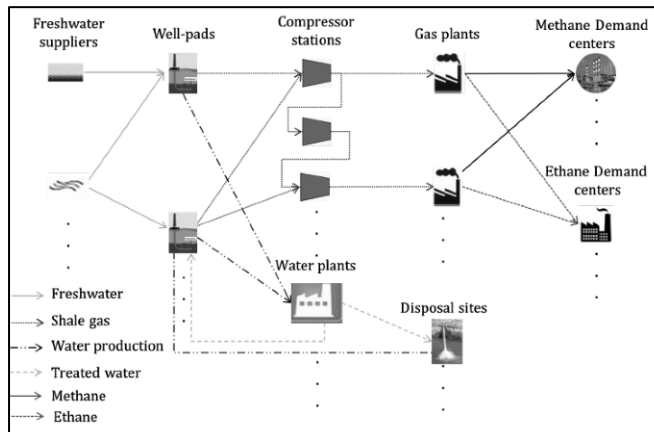 Freshwater
suppliers
Well-pads
Compressor
stations
Gas plants
Methane Demand
centers
Ethane Demand
centers
Water plants
Disposal sites
Freshwater
Shale gas
Water production
Treated water
Methane
Ethane